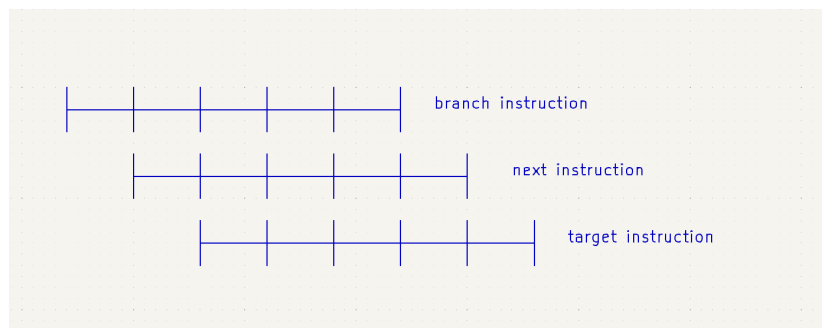 branch instruction
next instruction
target instruction